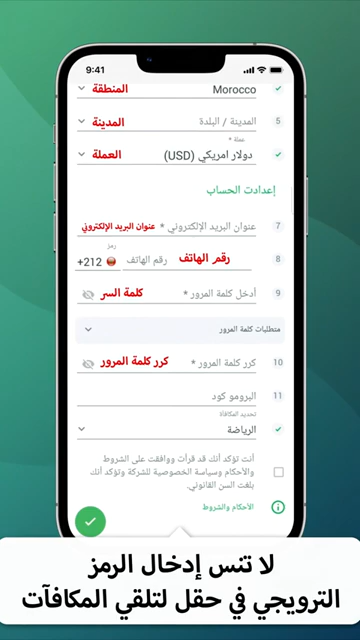 9:41
Morocco المنطقة
5 المدينة / البلدة المدينة
عملة *
دولار امريكي (USD) العملة
إعدادت الحساب
7 عنوان البريد الإلكتروني * عنوان البريد الإلكتروني
رمز
8 رقم الهاتف رقم الهاتف +212
9 أدخل كلمة المرور * كلمة السر
متطلبات كلمة المرور
10 كرر كلمة المرور * كرر كلمة المرور
11 البرومو كود
تحديد المكافأة
الرياضة
أنت تؤكد أنك قد قرأت ووافقت على الشروط
والأحكام وسياسة الخصوصية للشركة وتؤكد أنك
بلغت السن القانوني.
الأحكام والشروط
لا تنس إدخال الرمز
الترويجي في حقل لتلقي المكافآت